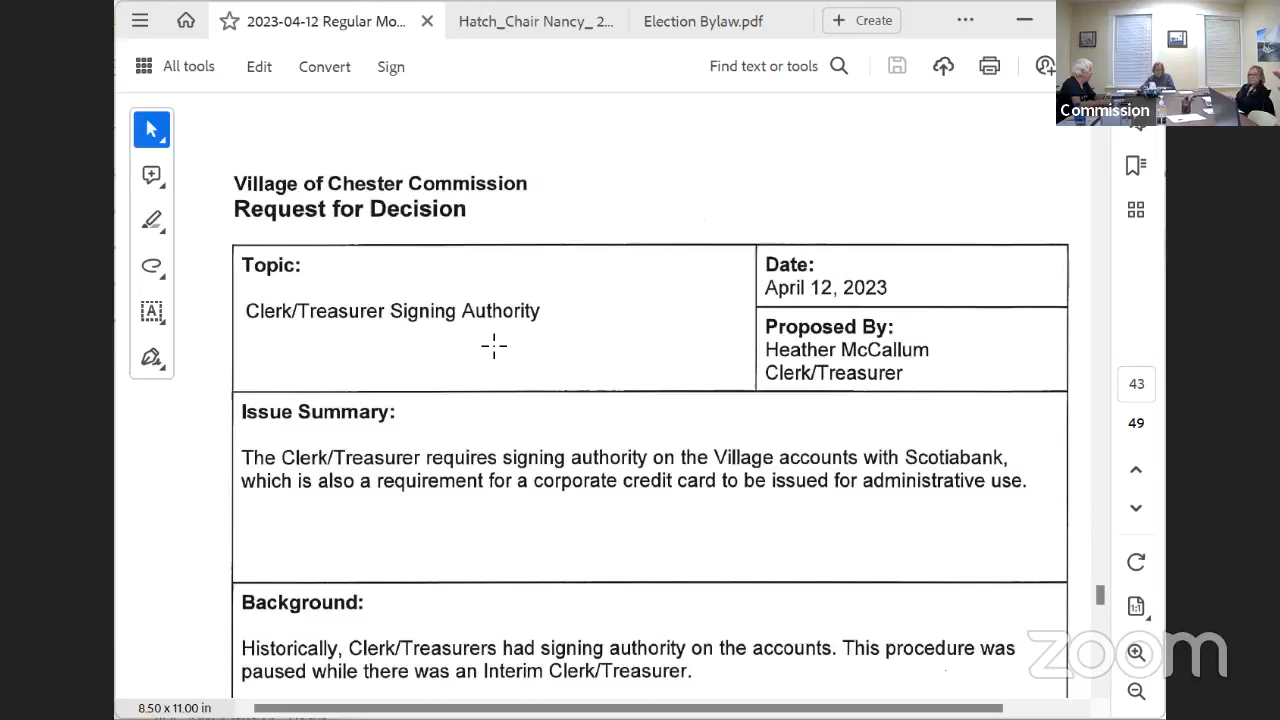 2023-04-12 Regular Mo...
Hatch_Chair Nancy_ 2...
Election Bylaw.pdf
Create
All tools
Edit
Convert
Sign
Find text or tools
Commission
Village of Chester Commission
Request for Decision
Topic:
Clerk/Treasurer Signing Authority
Date:
April 12, 2023
Proposed By:
Heather McCallum
Clerk/Treasurer
43
49
Issue Summary:
The Clerk/Treasurer requires signing authority on the Village accounts with Scotiabank,
which is also a requirement for a corporate credit card to be issued for administrative use.
Background:
Historically, Clerk/Treasurers had signing authority on the accounts. This procedure was
paused while there was an Interim Clerk/Treasurer.
zoom
8.50 x 11.00 in